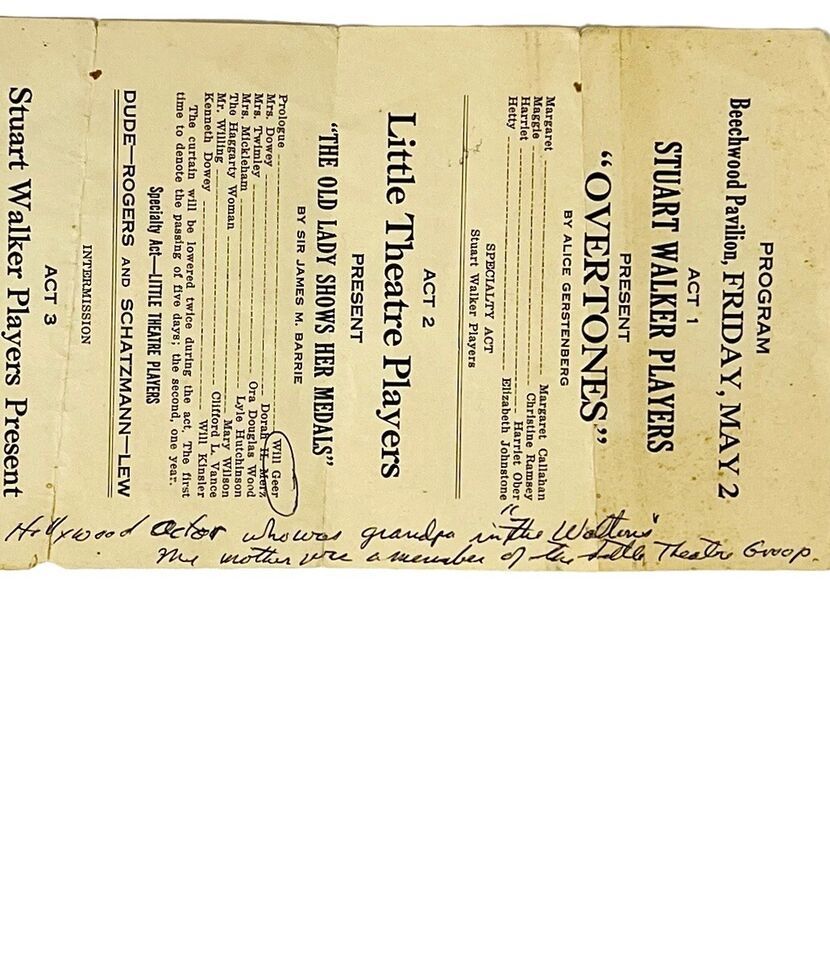 PROGRAM
Beechwood Pavilion, FRIDAY, MAY 2
ACT 1
STUART WALKER PLAYERS
PRESENT
"OVERTONES"
BY ALICE GERSTENBERG
Margaret Margaret Callahan
Maggie Christine Ramsey
Harriet Harriet Ober
Hetty Elizabeth Johnstone
SPECIALTY ACT
Stuart Walker Players
ACT 2
Little Theatre Players
PRESENT
"THE OLD LADY SHOWS HER MEDALS"
BY SIR JAMES M. BARRIE
Prologue Will Geer
Mrs. Dowey Dorah H. Merz
Mrs. Twimley Ora Douglas Wood
Mrs. Mickleham Lyle Hutchinson
The Haggarty Woman Mary Wilson
Mr. Willing Clifford L. Vance
Kenneth Dowey Will Kinsler
The curtain will be lowered twice during the act, The first
time to denote the passing of five days; the second, one year.
Specialty Act—LITTLE THEATRE PLAYERS
DUDE—ROGERS AND SCHATZMANN—LEW
INTERMISSION
ACT 3
Stuart Walker Players Present
Hollywood actor who was grandpa in "the Waltons"
My mother was a member of the Little Theatre Group.